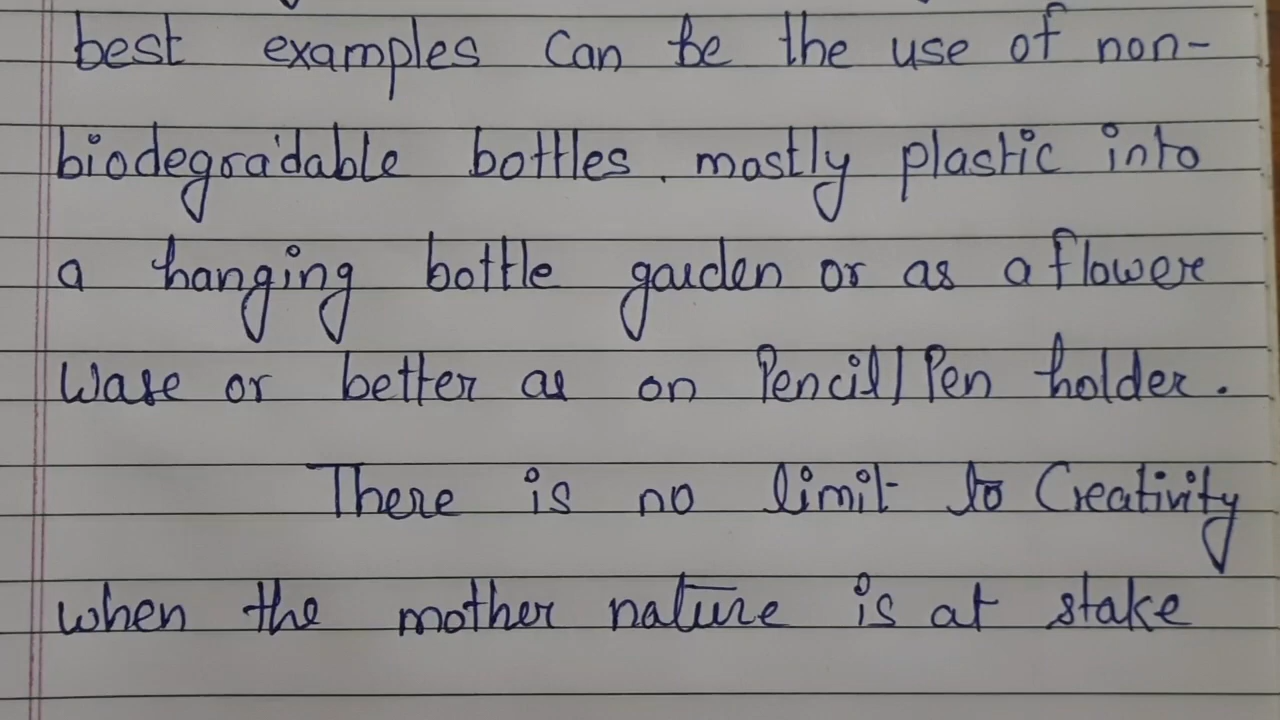 best examples can be the use of non-
biodegradable bottles. mostly plastic into
a hanging bottle garden or as a flower
wase or better as on Pencil/Pen holder.
There is no limit to Creativity
when the mother nature is at stake